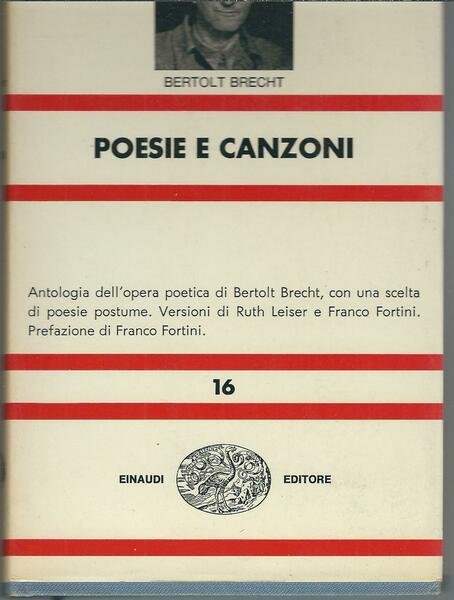 BERTOLT BRECHT
POESIE E CANZONI
Antologia dell'opera poetica di Bertolt Brecht, con una scelta
di poesie postume. Versioni di Ruth Leiser e Franco Fortini.
Prefazione di Franco Fortini.
16
EINAUDI EDITORE